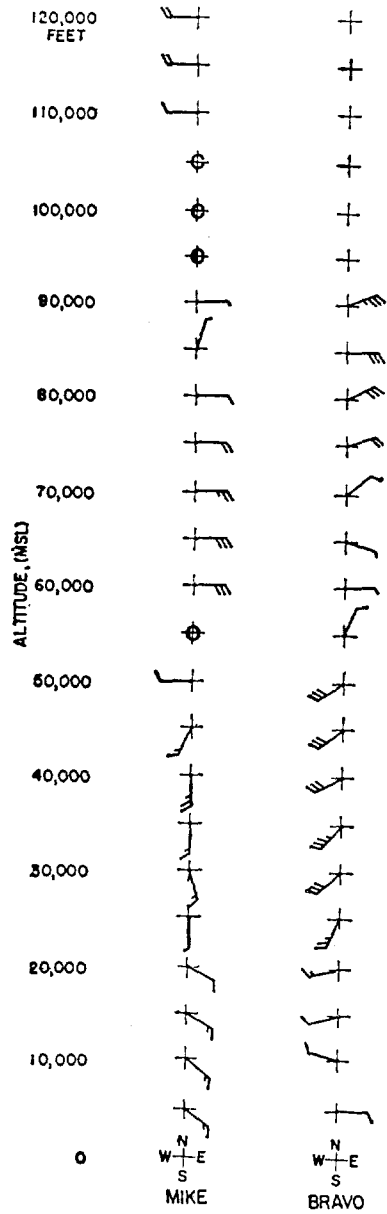 120,000
FEET
110,000
100,000
90,000
80,000
70,000
60,000
50,000
40,000
30,000
20,000
10,000
0
ALTITUDE, (MSL)
N
W E
S
MIKE
N
W E
S
BRAVO